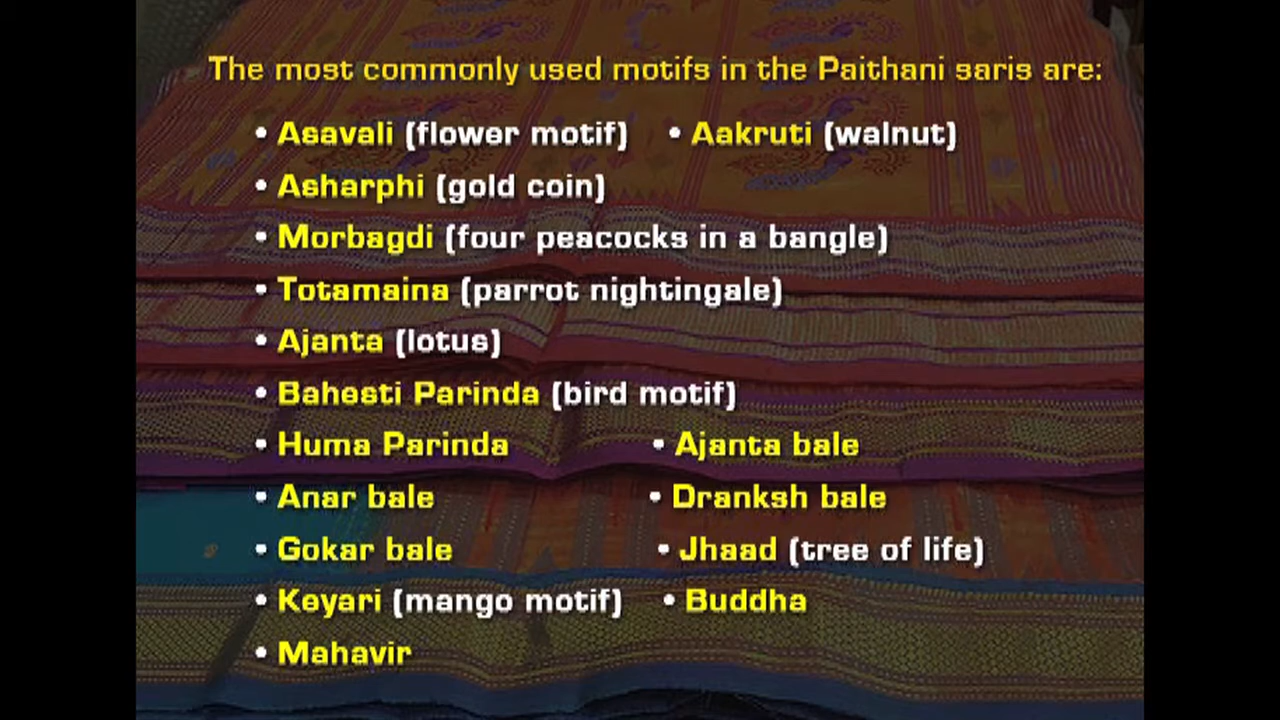 The most commonly used motifs in the Paithani saris are:
• Asavali (flower motif) • Aakruti (walnut)
• Asharphi (gold coin)
• Morbagdi (four peacocks in a bangle)
• Totamaina (parrot nightingale)
• Ajanta (lotus)
• Bahesti Parinda (bird motif)
• Huma Parinda • Ajanta bale
• Anar bale • Dranksh bale
• Gokar bale • Jhaad (tree of life)
• Keyari (mango motif) • Buddha
• Mahavir